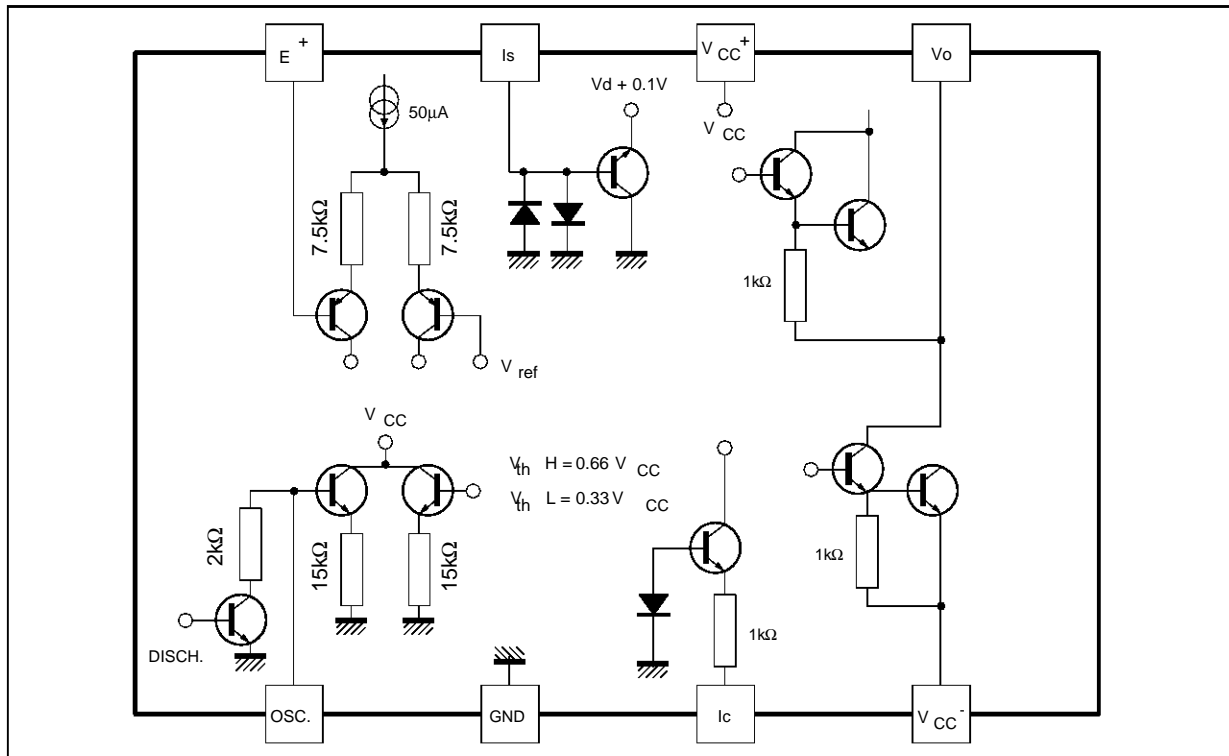 E+
Is
VCC+
Vo
50µA
Vd + 0.1V
VCC
7.5kΩ
7.5kΩ
1kΩ
Vref
VCC
Vth H = 0.66 VCC
Vth L = 0.33 VCC
2kΩ
15kΩ
15kΩ
1kΩ
1kΩ
DISCH.
OSC.
GND
Ic
VCC-